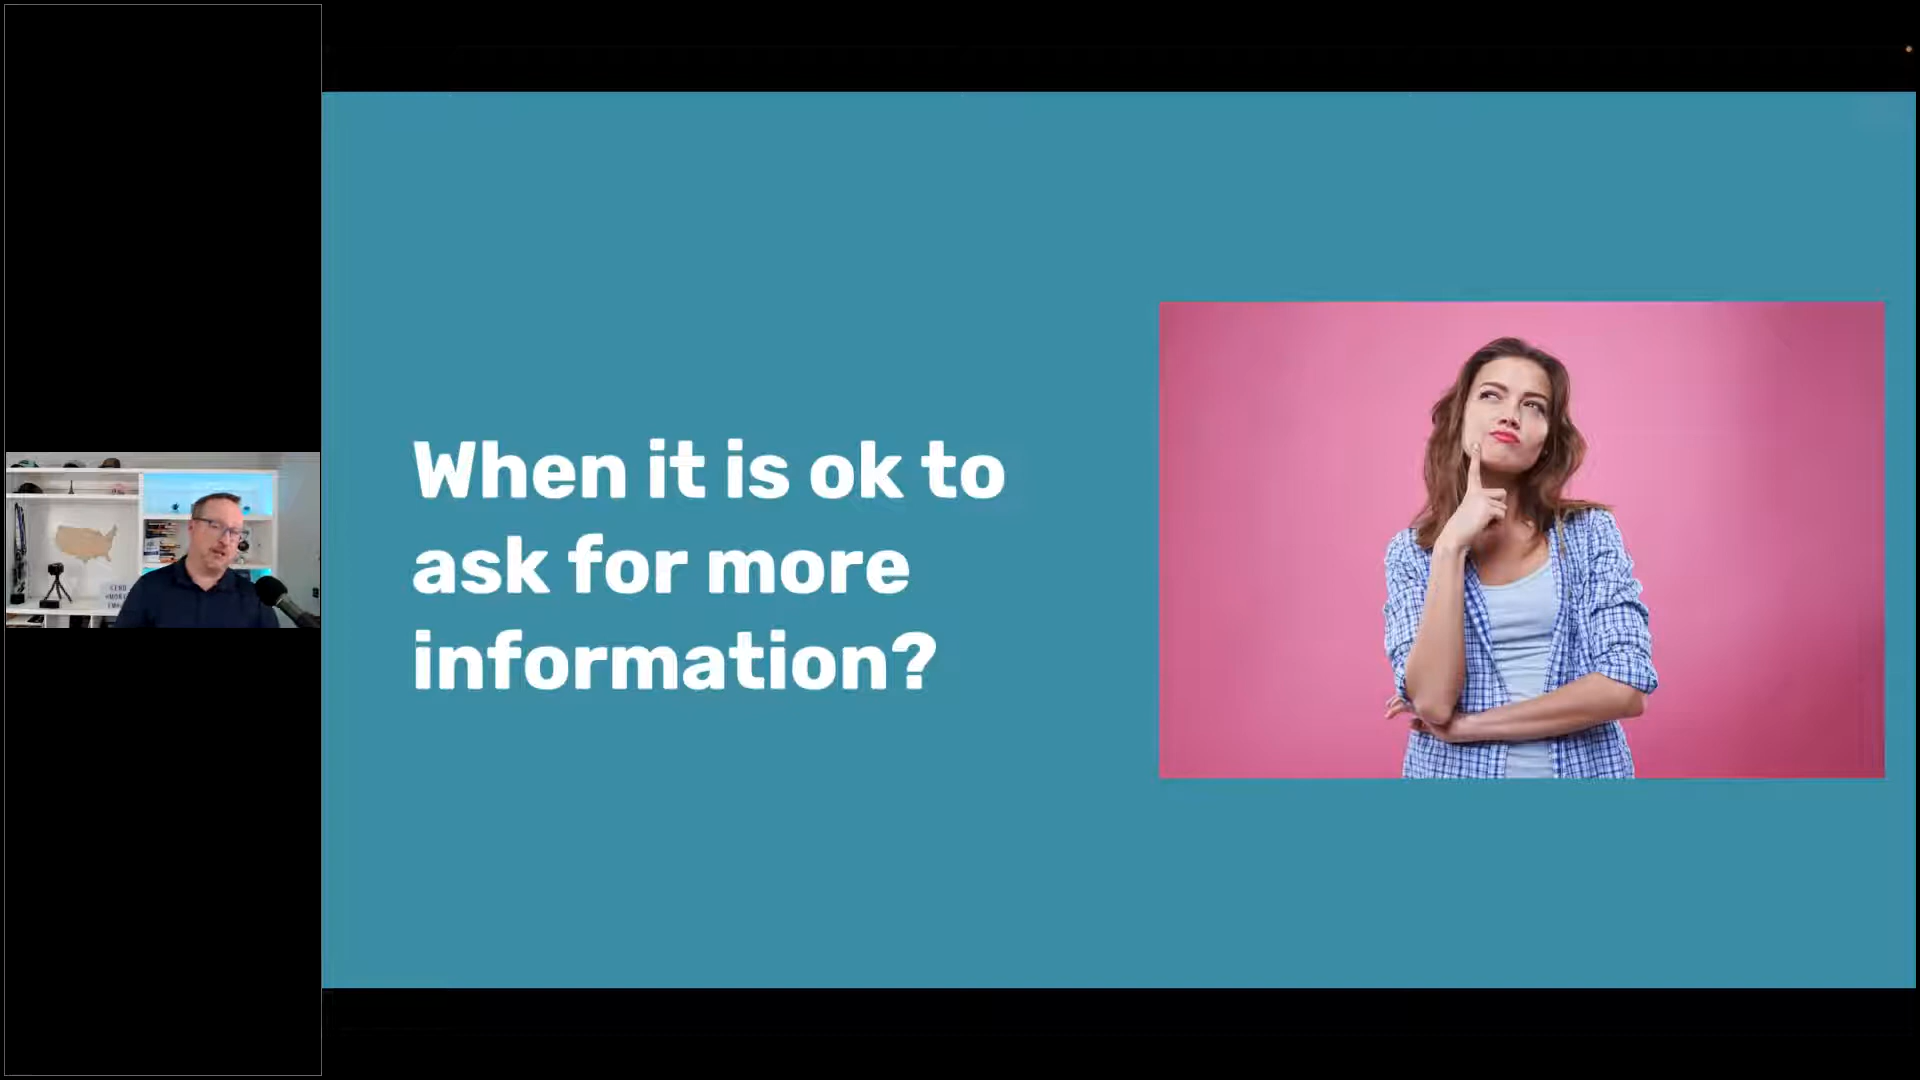 When it is ok to
ask for more
information?